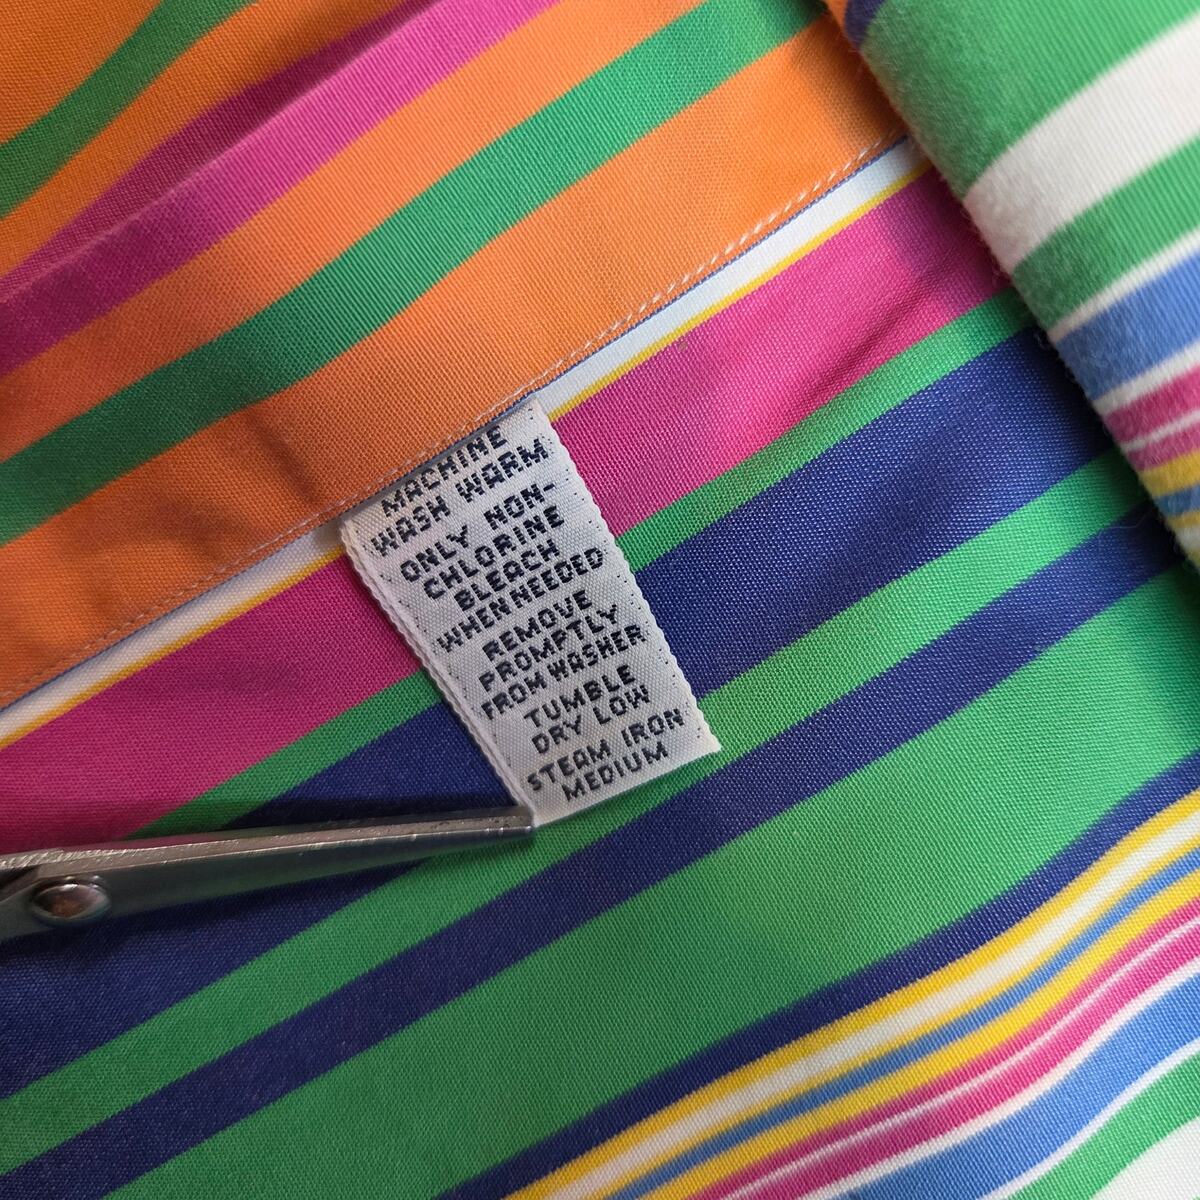 MACHINE
WASH WARM
ONLY NON-
CHLORINE
BLEACH
WHEN NEEDED
REMOVE
PROMPTLY
FROM WASHER
TUMBLE
DRY LOW
STEAM IRON
MEDIUM